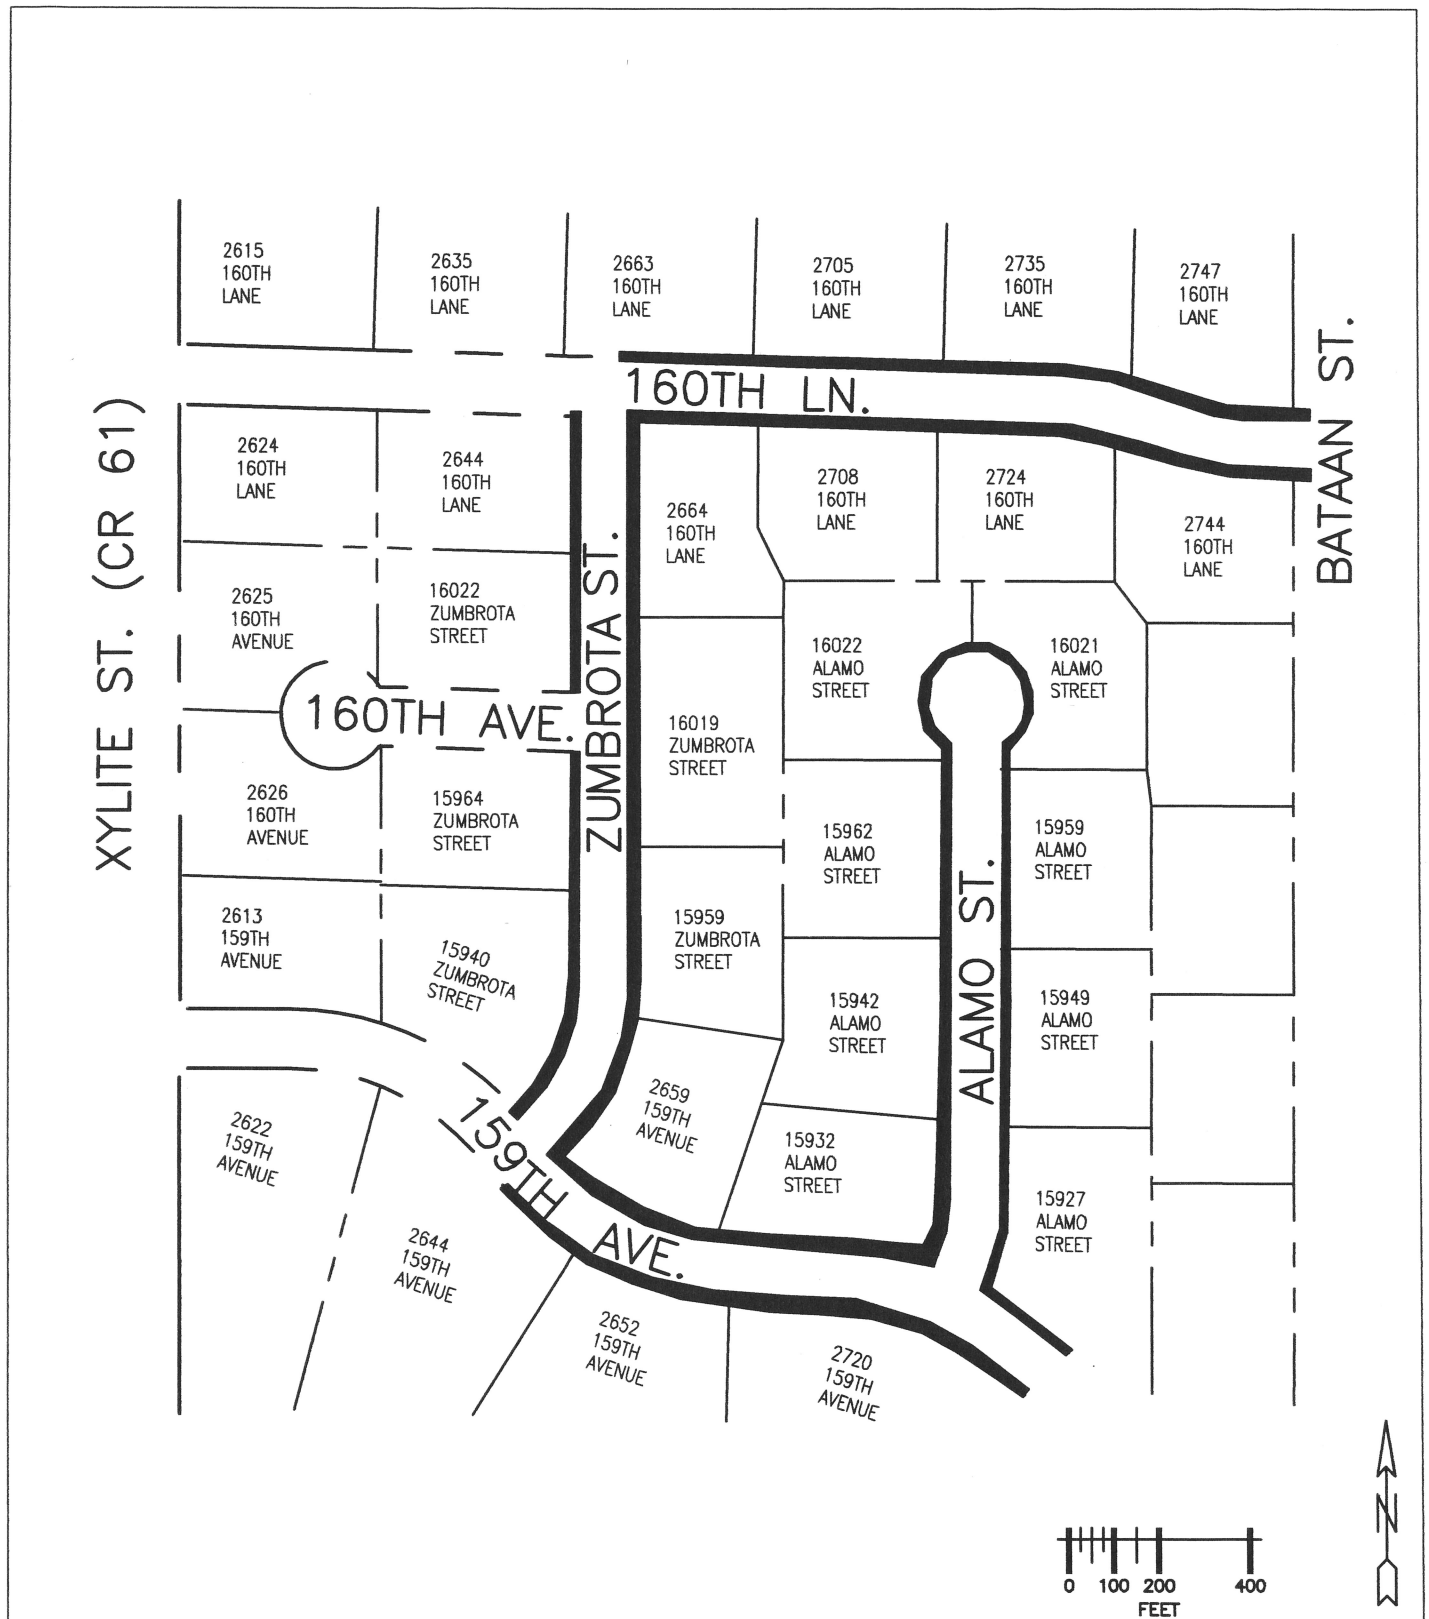 2615
160TH
LANE
2635
160TH
LANE
2663
160TH
LANE
2705
160TH
LANE
2735
160TH
LANE
2747
160TH
LANE
160TH LN.
BATAAN ST.
XYLITE ST. (CR 61)
2624
160TH
LANE
2644
160TH
LANE
2664
160TH
LANE
2708
160TH
LANE
2724
160TH
LANE
2744
160TH
LANE
2625
160TH
AVENUE
16022
ZUMBROTA
STREET
ZUMBROTA ST.
16022
ALAMO
STREET
16021
ALAMO
STREET
160TH AVE.
16019
ZUMBROTA
STREET
2626
160TH
AVENUE
15964
ZUMBROTA
STREET
15962
ALAMO
STREET
15959
ALAMO
STREET
2613
159TH
AVENUE
15940
ZUMBROTA
STREET
15959
ZUMBROTA
STREET
ALAMO ST.
15942
ALAMO
STREET
15949
ALAMO
STREET
2622
159TH
AVENUE
2659
159TH
AVENUE
15932
ALAMO
STREET
15927
ALAMO
STREET
159TH AVE.
2644
159TH
AVENUE
2652
159TH
AVENUE
2720
159TH
AVENUE
N
0 100 200 400
FEET